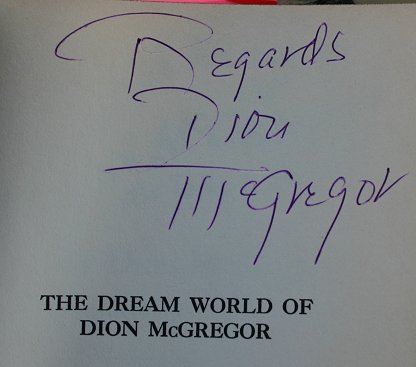 Regards
Dion
McGregor
THE DREAM WORLD OF
DION McGREGOR